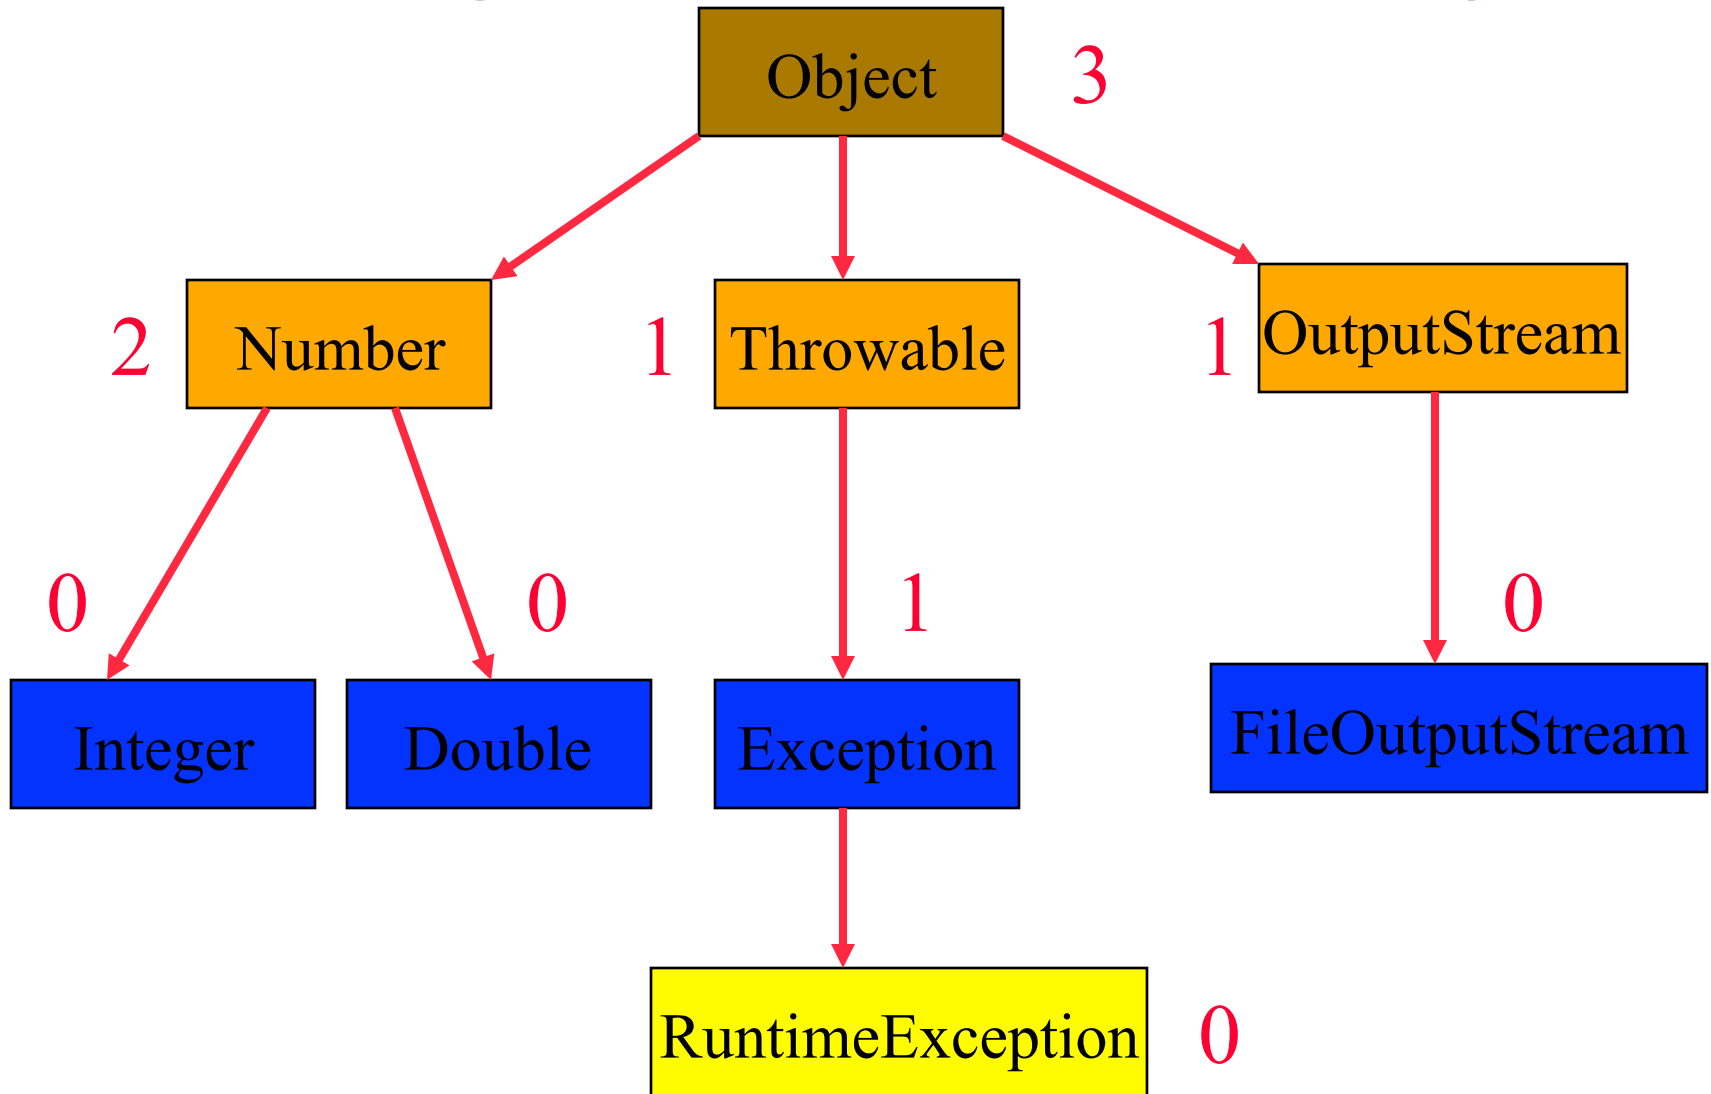 Object 3
2 Number 1 Throwable 1 OutputStream
0 0 1 0
Integer Double Exception FileOutputStream
RuntimeException 0